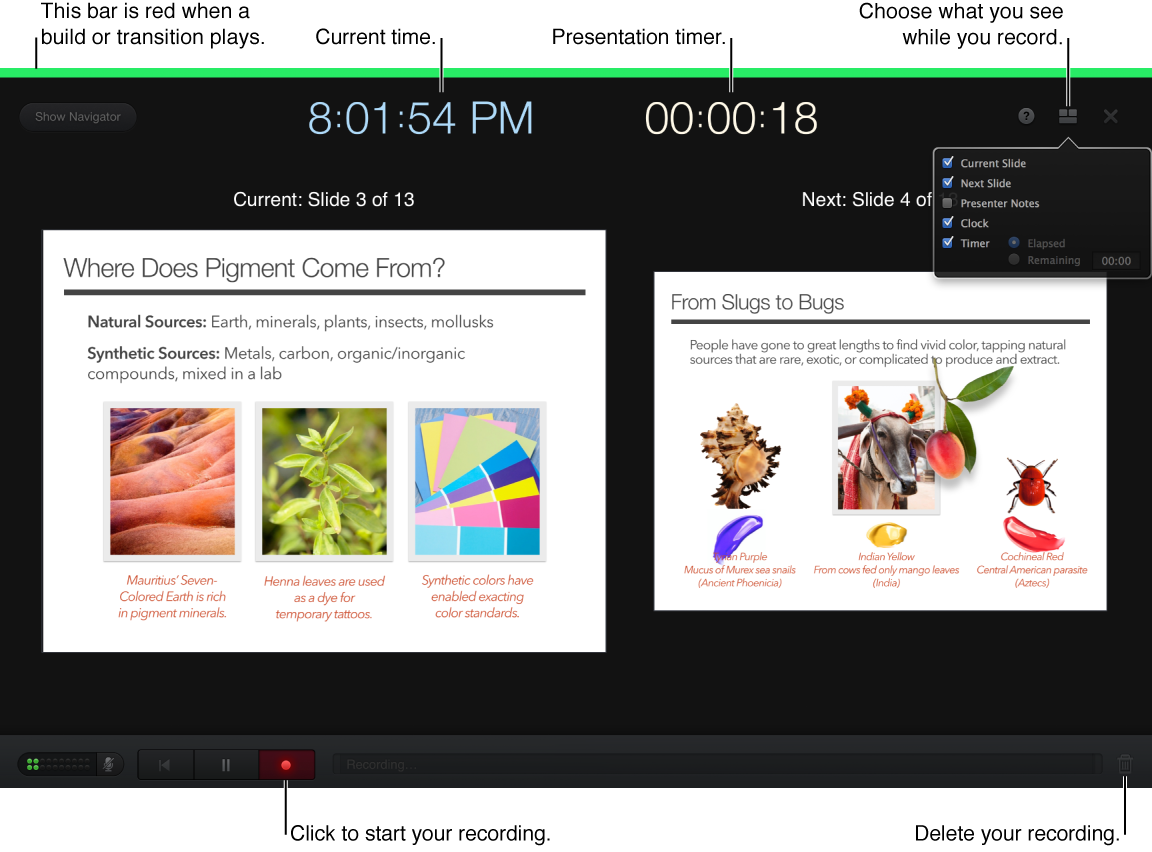 This bar is red when a
build or transition plays.
Current time.
Presentation timer.
Choose what you see
while you record.
Show Navigator
8:01:54 PM
00:00:18
?
Current Slide
Next Slide
Presenter Notes
Clock
Timer
Elapsed
Remaining
00:00
Current: Slide 3 of 13
Next: Slide 4 of
Where Does Pigment Come From?
Natural Sources: Earth, minerals, plants, insects, mollusks
Synthetic Sources: Metals, carbon, organic/inorganic
compounds, mixed in a lab
Mauritius' Seven-
Colored Earth is rich
in pigment minerals.
Henna leaves are used
as a dye for
temporary tattoos.
Synthetic colors have
enabled exacting
color standards.
From Slugs to Bugs
People have gone to great lengths to find vivid color, tapping natural
sources that are rare, exotic, or complicated to produce and extract.
Purple
Mucus of Murex sea snails
(Ancient Phoenicia)
Indian Yellow
From cows fed only mango leaves
(India)
Cochineal Red
Central American parasite
(Aztecs)
Recording...
Click to start your recording.
Delete your recording.